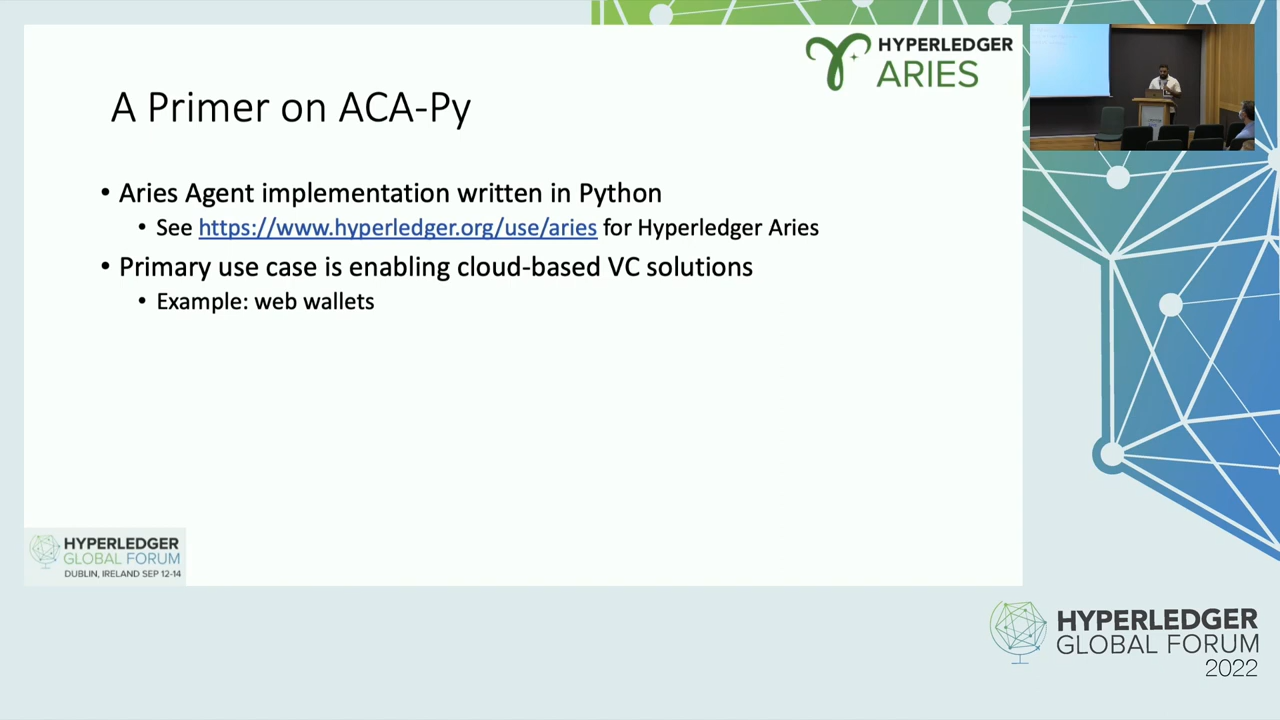 HYPERLEDGER
ARIES
A Primer on ACA-Py
• Aries Agent implementation written in Python
• See https://www.hyperledger.org/use/aries for Hyperledger Aries
• Primary use case is enabling cloud-based VC solutions
• Example: web wallets
HYPERLEDGER
GLOBAL FORUM
DUBLIN, IRELAND SEP 12-14
HYPERLEDGER
GLOBAL FORUM
2022